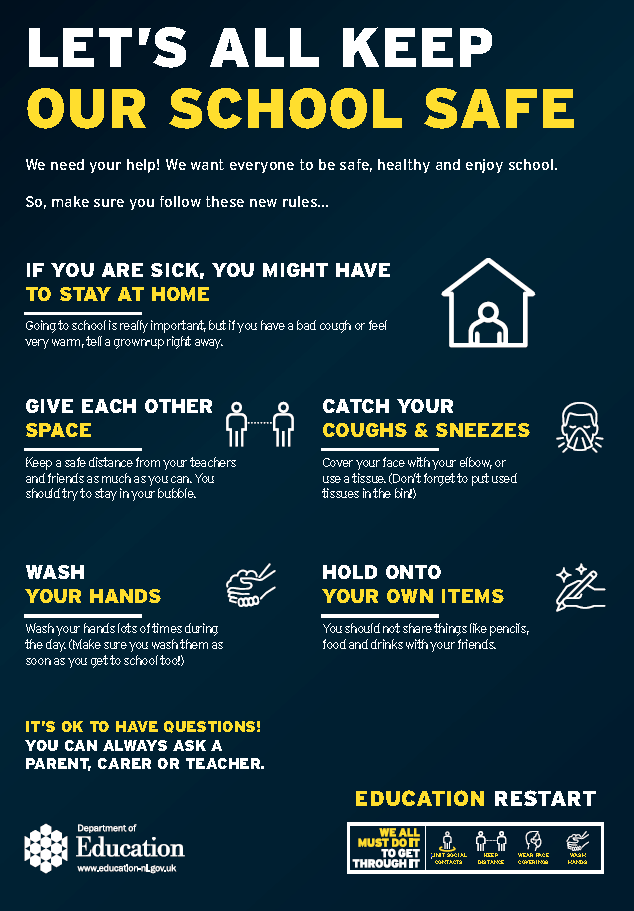 LET'S ALL KEEP
OUR SCHOOL SAFE
We need your help! We want everyone to be safe, healthy and enjoy school.
So, make sure you follow these new rules...
IF YOU ARE SICK, YOU MIGHT HAVE
TO STAY AT HOME
Going to school is really important, but if you have a bad cough or feel
very warm, tell a grown-up right away.
GIVE EACH OTHER
SPACE
Keep a safe distance from your teachers
and friends as much as you can. You
should try to stay in your bubble.
CATCH YOUR
COUGHS & SNEEZES
Cover your face with your elbow, or
use a tissue. (Don't forget to put used
tissues in the bin!)
WASH
YOUR HANDS
Wash your hands lots of times during
the day. (Make sure you wash them as
soon as you get to school too!)
HOLD ONTO
YOUR OWN ITEMS
You should not share things like pencils,
food and drinks with your friends.
IT'S OK TO HAVE QUESTIONS!
YOU CAN ALWAYS ASK A
PARENT, CARER OR TEACHER.
EDUCATION RESTART
Department of
Education
www.education-ni.gov.uk
WE ALL
MUST DO IT
TO GET
THROUGH IT
LIMIT SOCIAL
CONTACTS
KEEP
DISTANCE
WEAR FACE
COVERINGS
WASH
HANDS